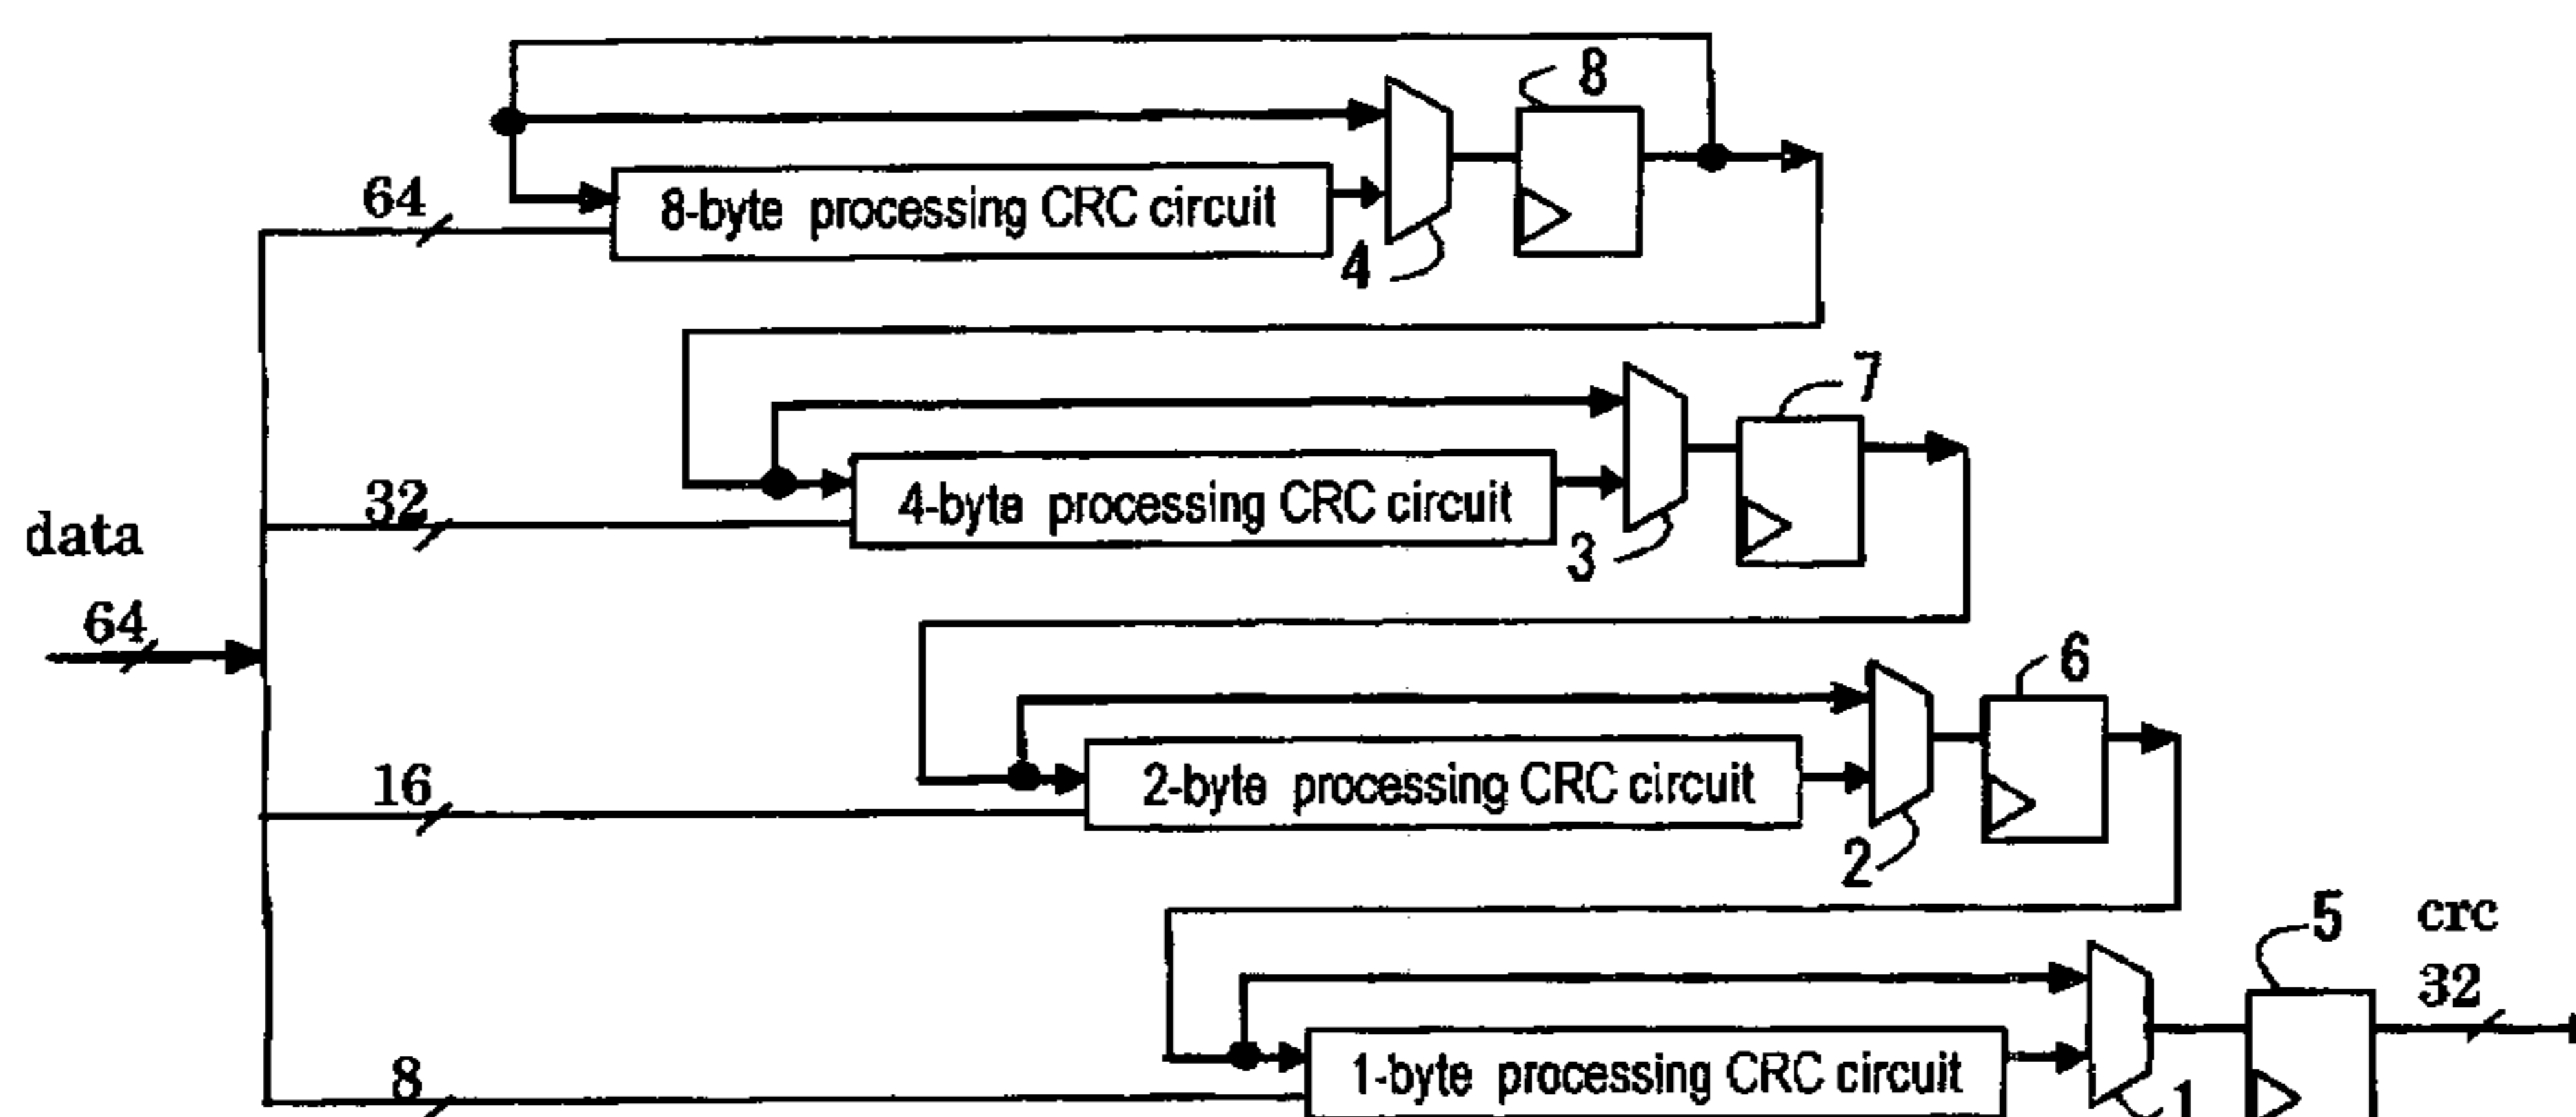 8
64
8-byte processing CRC circuit
4
7
32
4-byte processing CRC circuit
data
3
64
6
16
2-byte processing CRC circuit
2
5
crc
32
8
1-byte processing CRC circuit
1